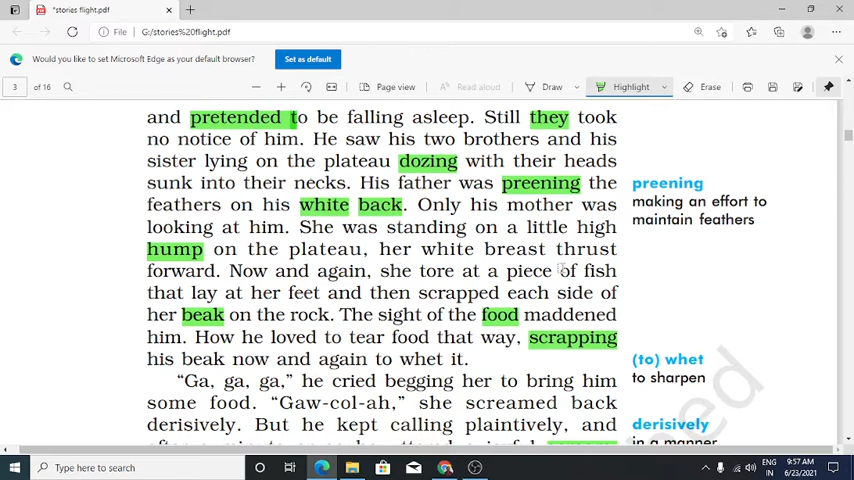 *stories flight.pdf
File
G:/stories%20flight.pdf
Would you like to set Microsoft Edge as your default browser?
Set as default
3 of 16
Page view
Read aloud
Draw
Highlight
Erase
and pretended to be falling asleep. Still they took
no notice of him. He saw his two brothers and his
sister lying on the plateau dozing with their heads
sunk into their necks. His father was preening the
feathers on his white back. Only his mother was
looking at him. She was standing on a little high
hump on the plateau, her white breast thrust
forward. Now and again, she tore at a piece of fish
that lay at her feet and then scrapped each side of
her beak on the rock. The sight of the food maddened
him. How he loved to tear food that way, scrapping
his beak now and again to whet it.
“Ga, ga, ga,” he cried begging her to bring him
some food. “Gaw-col-ah,” she screamed back
derisively. But he kept calling plaintively, and
preening
making an effort to
maintain feathers
(to) whet
to sharpen
derisively
in a manner
Type here to search
ENG
IN
9:57 AM
6/23/2021